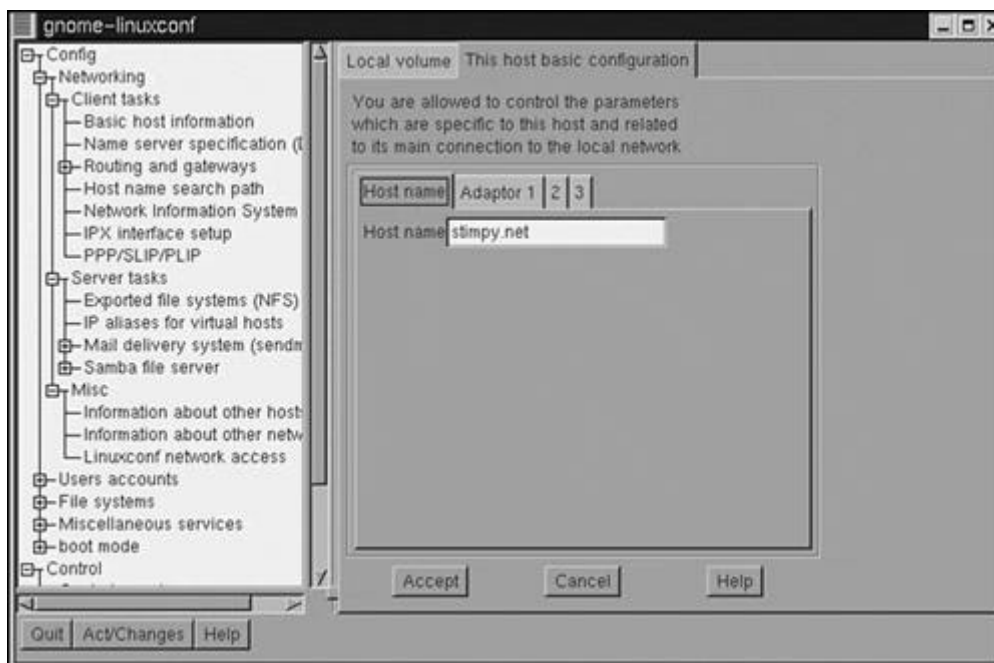 gnome-linuxconf
Config
Networking
Client tasks
Basic host information
Name server specification (
Routing and gateways
Host name search path
Network Information System
IPX interface setup
PPP/SLIP/PLIP
Server tasks
Exported file systems (NFS)
IP aliases for virtual hosts
Mail delivery system (sendm
Samba file server
Misc
Information about other host
Information about other netw
Linuxconf network access
Users accounts
File systems
Miscellaneous services
boot mode
Control
Local volume This host basic configuration
You are allowed to control the parameters
which are specific to this host and related
to its main connection to the local network
Host name Adaptor 1 2 3
Host name stimpy.net
Accept Cancel Help
Quit Act/Changes Help